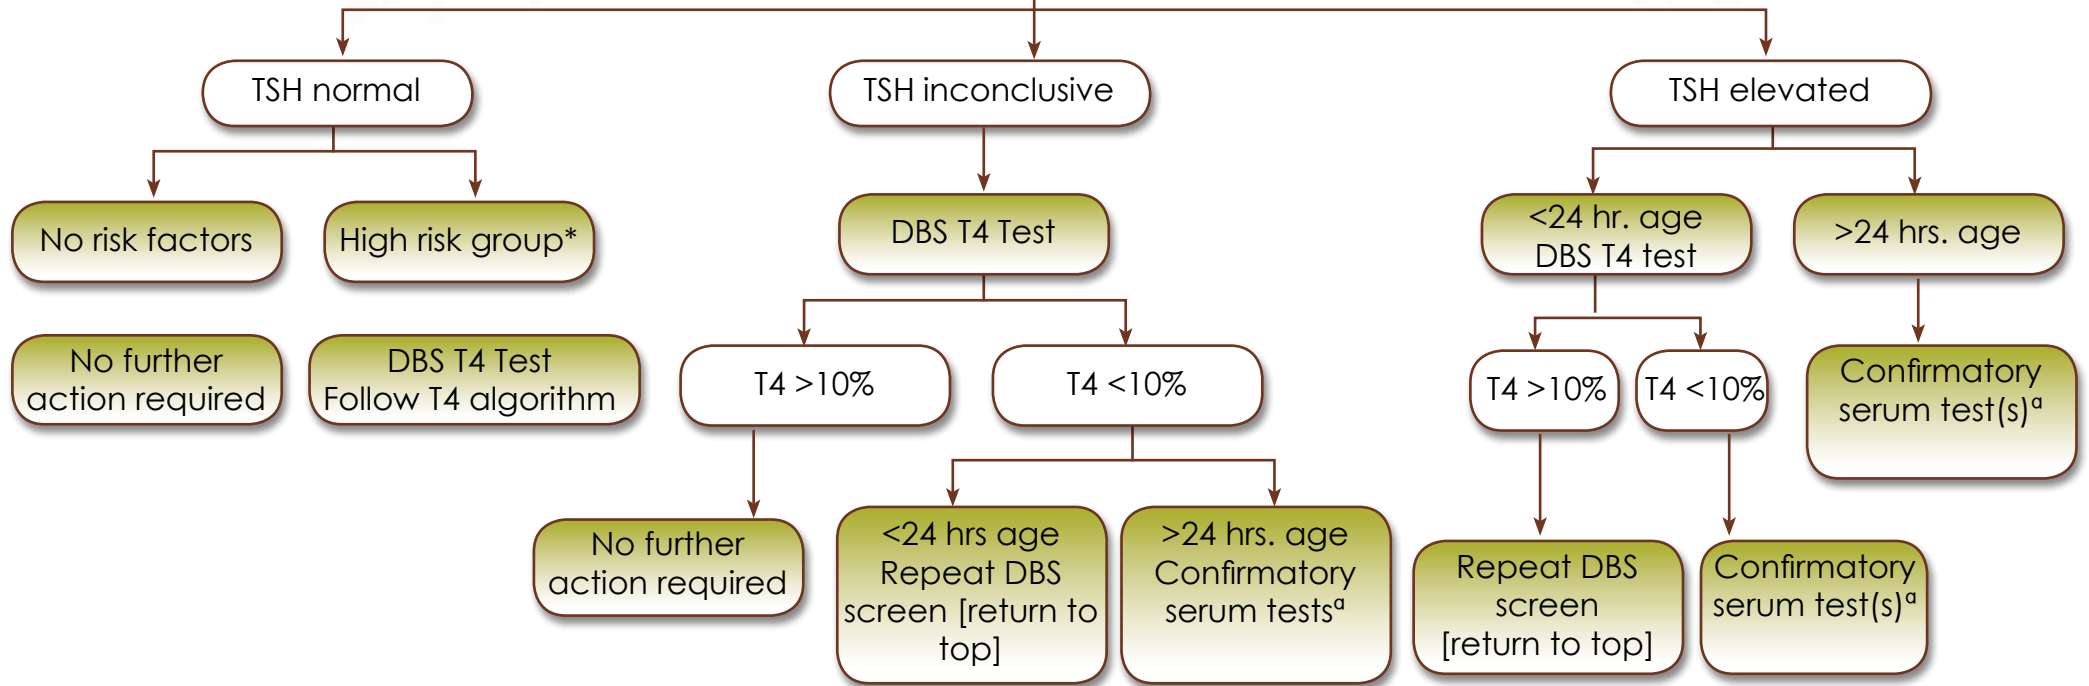 TSH normal
TSH inconclusive
TSH elevated
No risk factors
High risk group*
DBS T4 Test
<24 hr. age
DBS T4 test
>24 hrs. age
No further
action required
DBS T4 Test
Follow T4 algorithm
T4 >10%
T4 <10%
T4 >10%
T4 <10%
Confirmatory
serum test(s)ᵃ
No further
action required
<24 hrs age
Repeat DBS
screen [return to
top]
>24 hrs. age
Confirmatory
serum testsᵃ
Repeat DBS
screen
[return to top]
Confirmatory
serum test(s)ᵃ